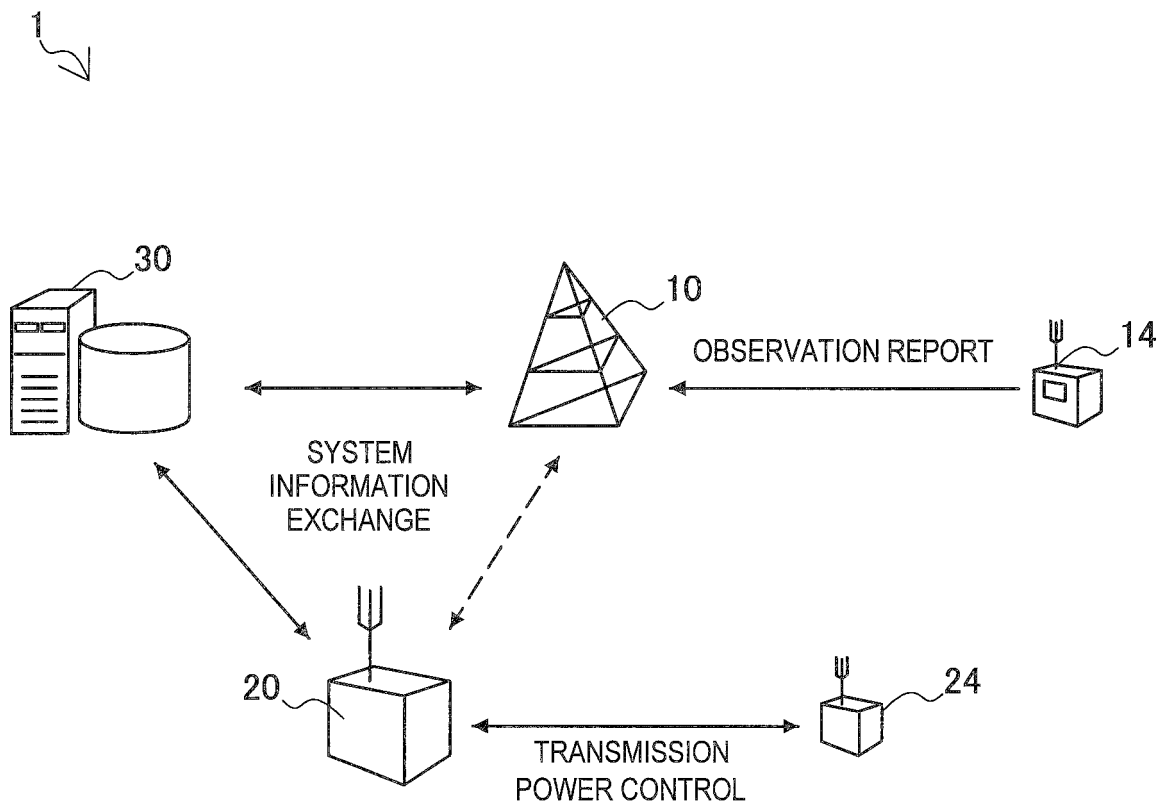 1
30
10
OBSERVATION REPORT
14
SYSTEM
INFORMATION
EXCHANGE
20
24
TRANSMISSION
POWER CONTROL